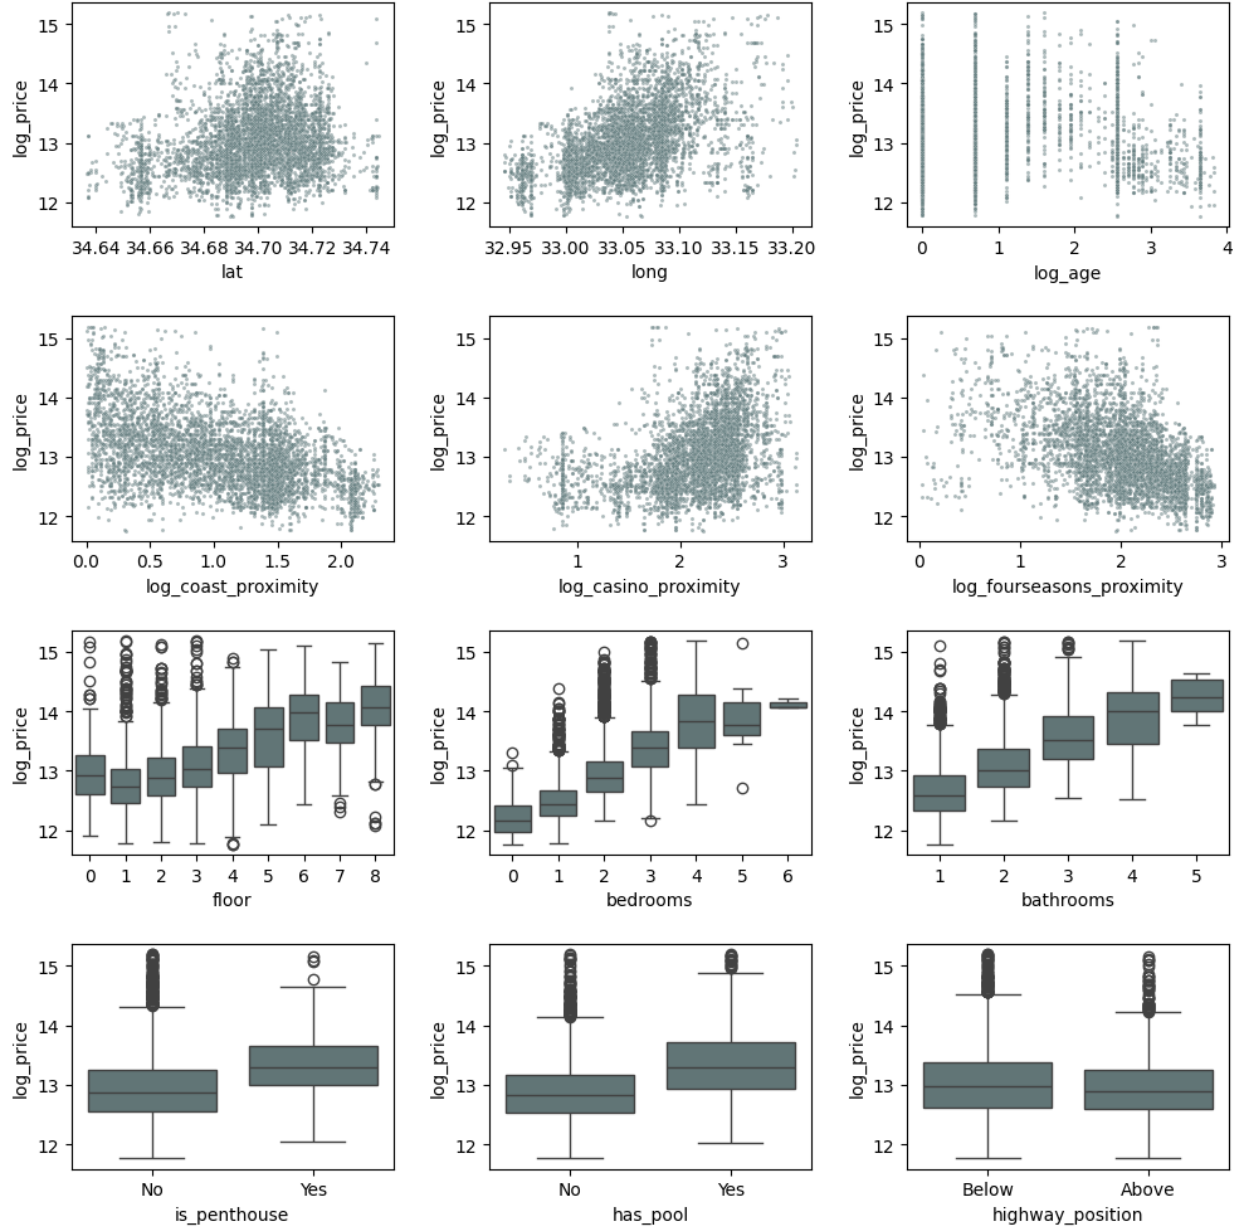 15
14
13
12
log_price
34.64 34.66 34.68 34.70 34.72 34.74
lat
15
14
13
12
log_price
32.95 33.00 33.05 33.10 33.15 33.20
long
15
14
13
12
log_price
0 1 2 3 4
log_age
15
14
13
12
log_price
0.0 0.5 1.0 1.5 2.0
log_coast_proximity
15
14
13
12
log_price
1 2 3
log_casino_proximity
15
14
13
12
log_price
0 1 2 3
log_fourseasons_proximity
15
14
13
12
log_price
0 1 2 3 4 5 6 7 8
floor
15
14
13
12
log_price
0 1 2 3 4 5 6
bedrooms
15
14
13
12
log_price
1 2 3 4 5
bathrooms
15
14
13
12
log_price
No Yes
is_penthouse
15
14
13
12
log_price
No Yes
has_pool
15
14
13
12
log_price
Below Above
highway_position